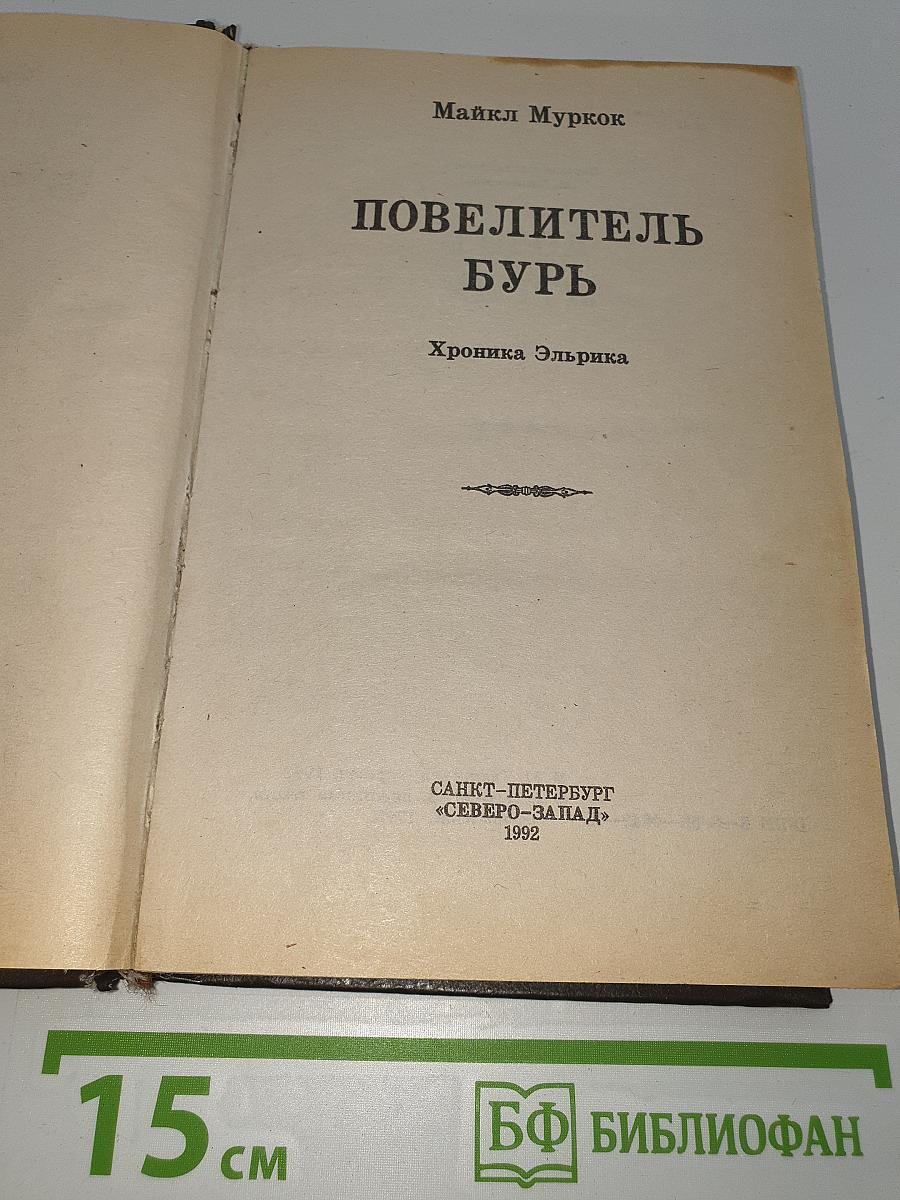 Майкл Муркок
ПОВЕЛИТЕЛЬ
БУРЬ
Хроника Эльрика
САНКТ-ПЕТЕРБУРГ
«СЕВЕРО-ЗАПАД»
1992
15 см
БФ БИБЛИОФАН